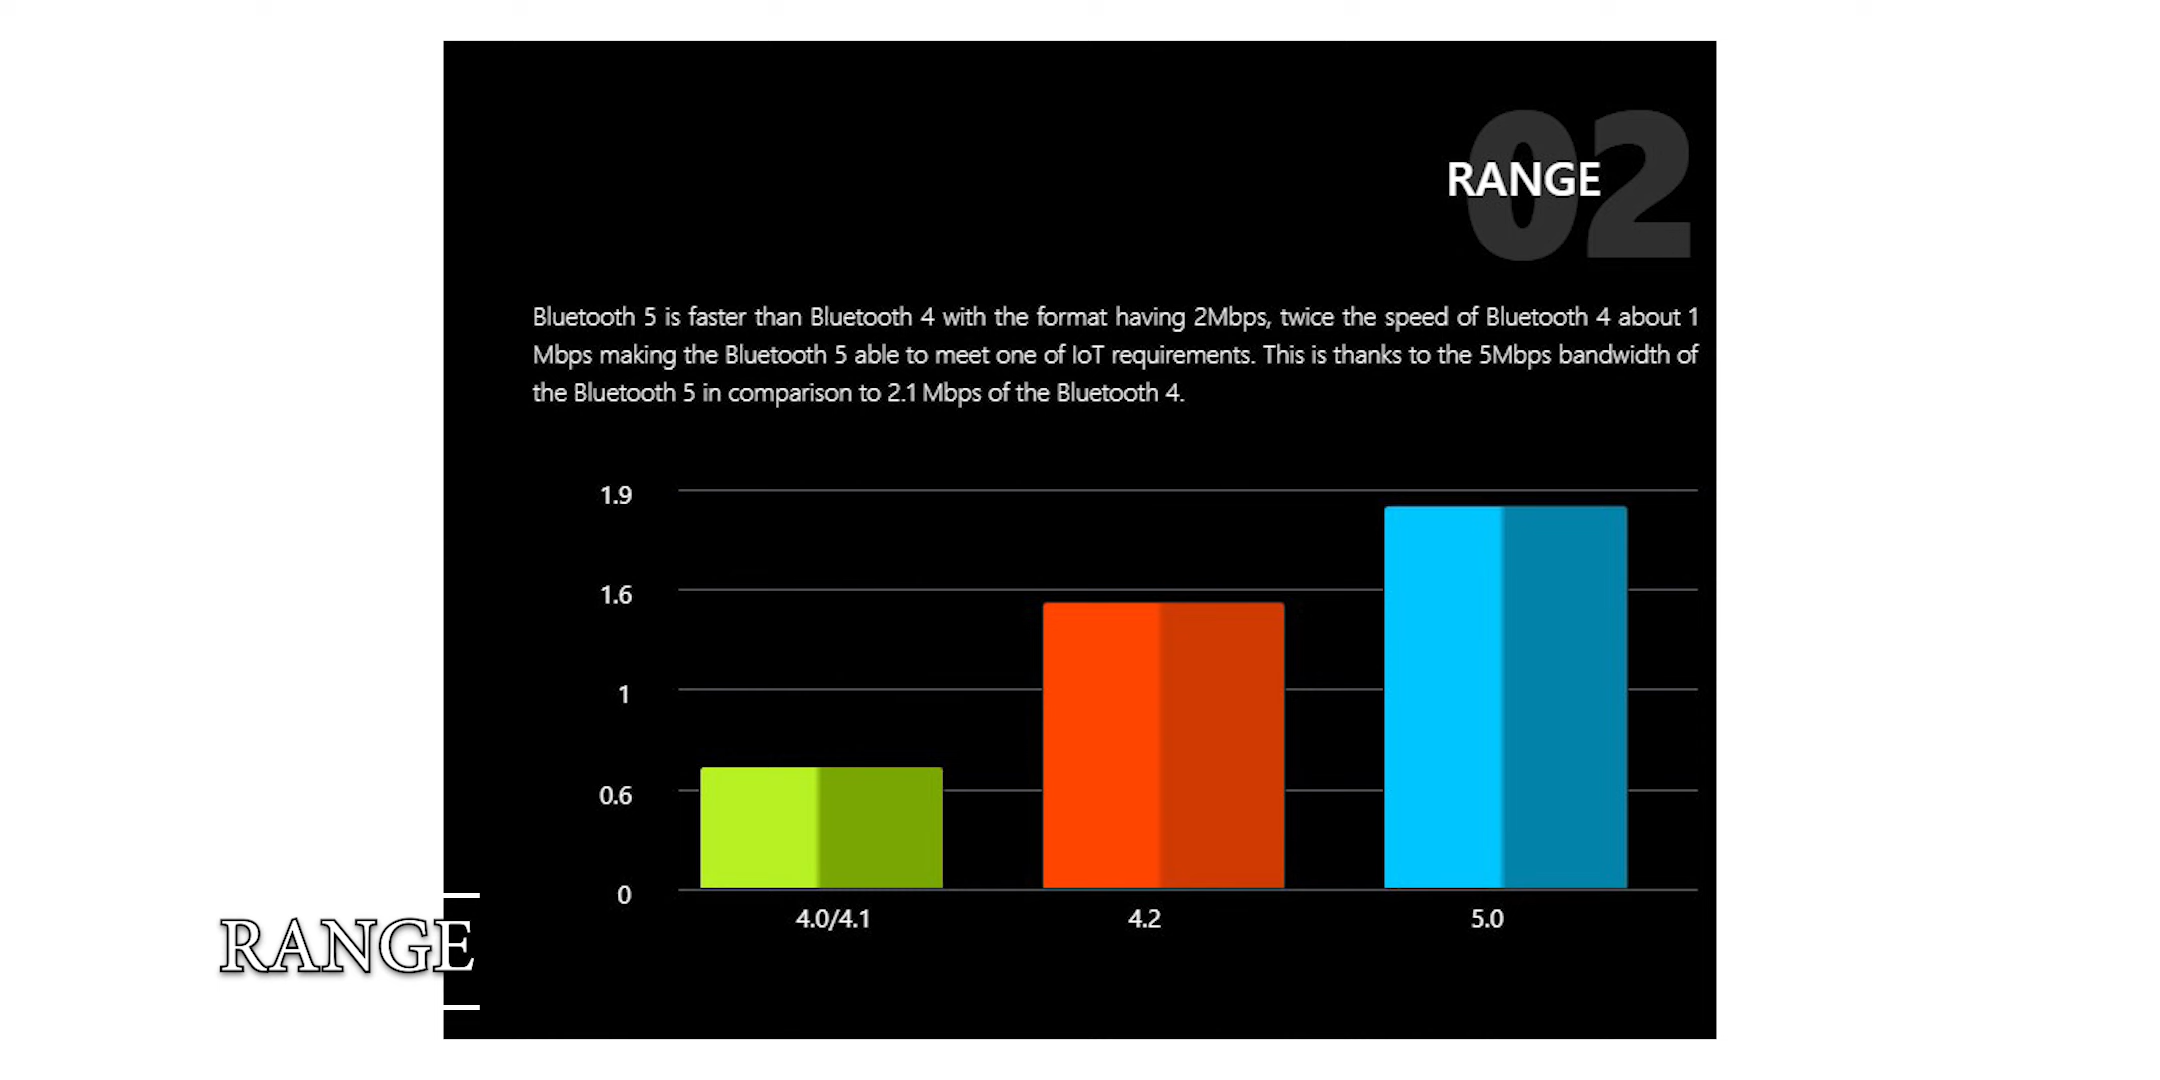 02
RANGE
Bluetooth 5 is faster than Bluetooth 4 with the format having 2Mbps, twice the speed of Bluetooth 4 about 1
Mbps making the Bluetooth 5 able to meet one of IoT requirements. This is thanks to the 5Mbps bandwidth of
the Bluetooth 5 in comparison to 2.1 Mbps of the Bluetooth 4.
1.9
1.6
1
0.6
0
4.0/4.1 4.2 5.0
RANGE